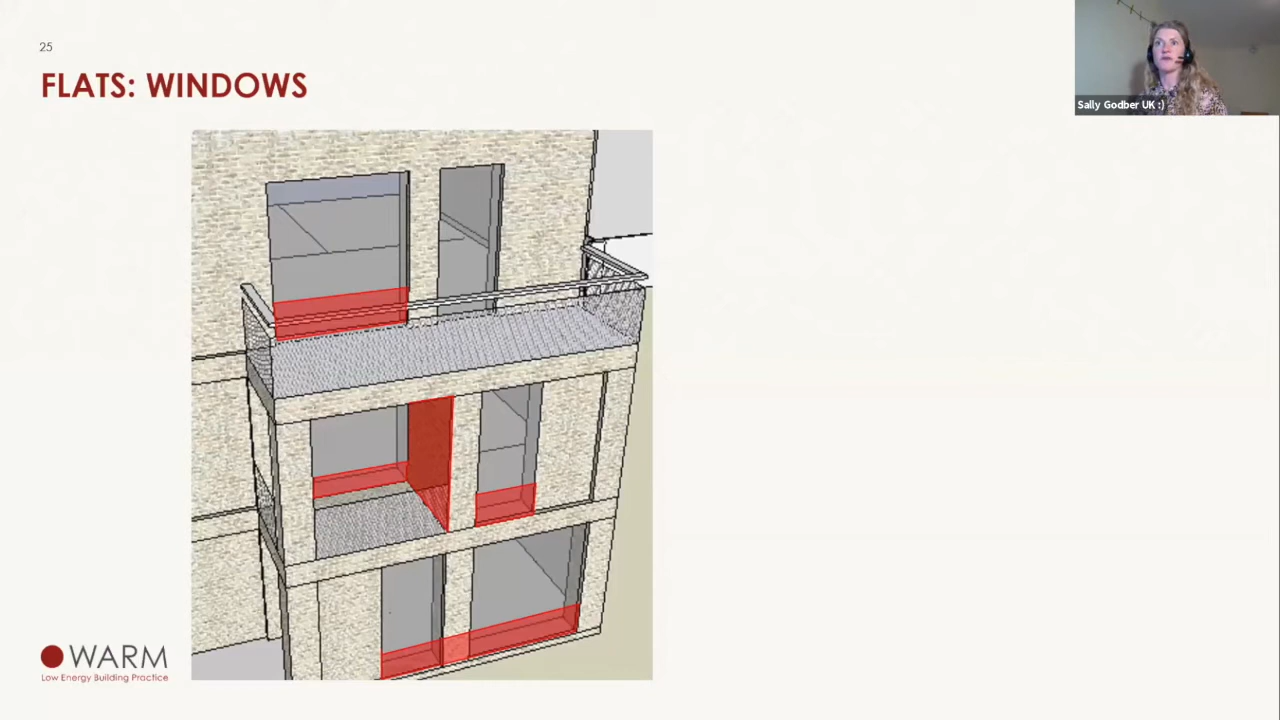 25
FLATS: WINDOWS
Sally Godber UK :)
WARM
Low Energy Building Practice